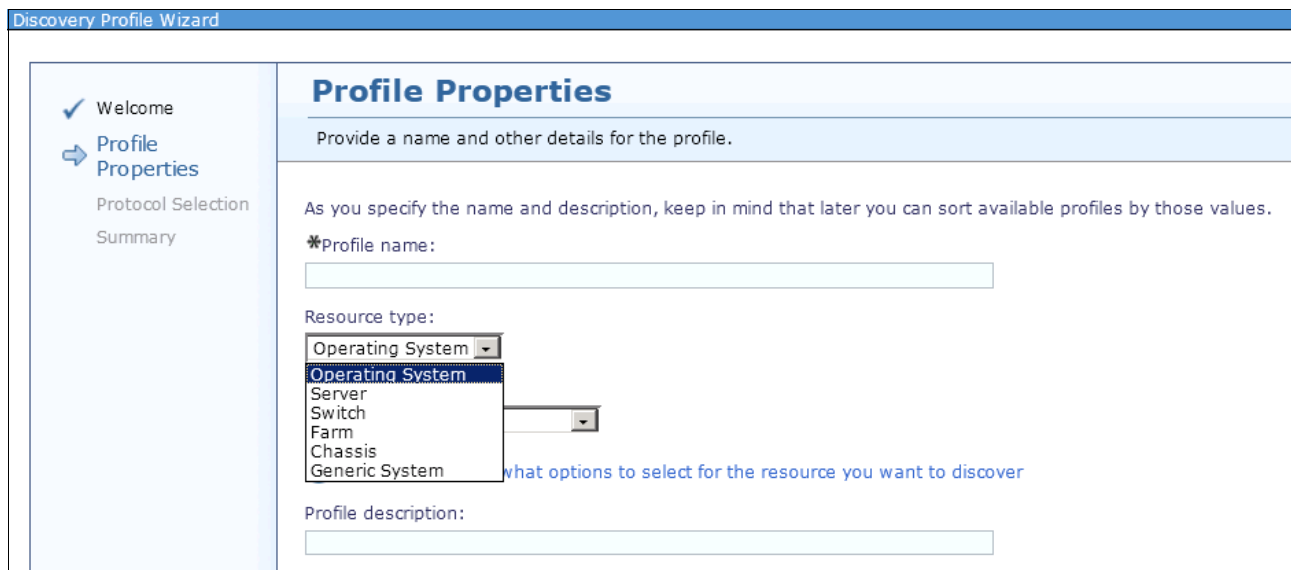 Discovery Profile Wizard
Welcome
Profile
Properties
Protocol Selection
Summary
Profile Properties
Provide a name and other details for the profile.
As you specify the name and description, keep in mind that later you can sort available profiles by those values.
*Profile name:
Resource type:
Operating System
Operating System
Server
Switch
Farm
Chassis
Generic System
what options to select for the resource you want to discover
Profile description: